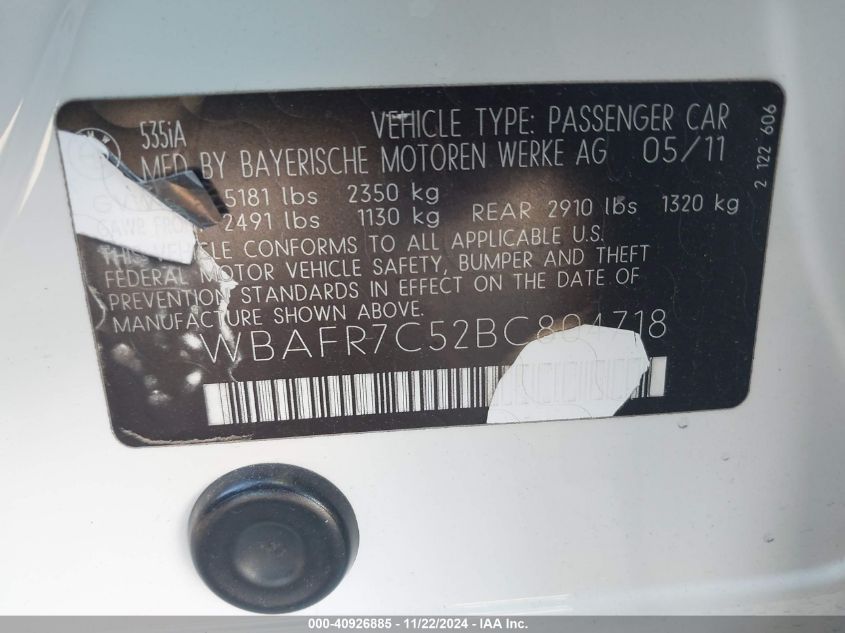 535iA VEHICLE TYPE: PASSENGER CAR
MFD BY BAYERISCHE MOTOREN WERKE AG 05/11
5181 lbs 2350 kg
2491 lbs 1130 kg REAR 2910 lbs 1320 kg
THIS VEHICLE CONFORMS TO ALL APPLICABLE U.S.
FEDERAL MOTOR VEHICLE SAFETY, BUMPER AND THEFT
PREVENTION STANDARDS IN EFFECT ON THE DATE OF
MANUFACTURE SHOWN ABOVE.
WBAFR7C52BC804718
2 122 606
000-40926885 - 11/22/2024 - IAA Inc.